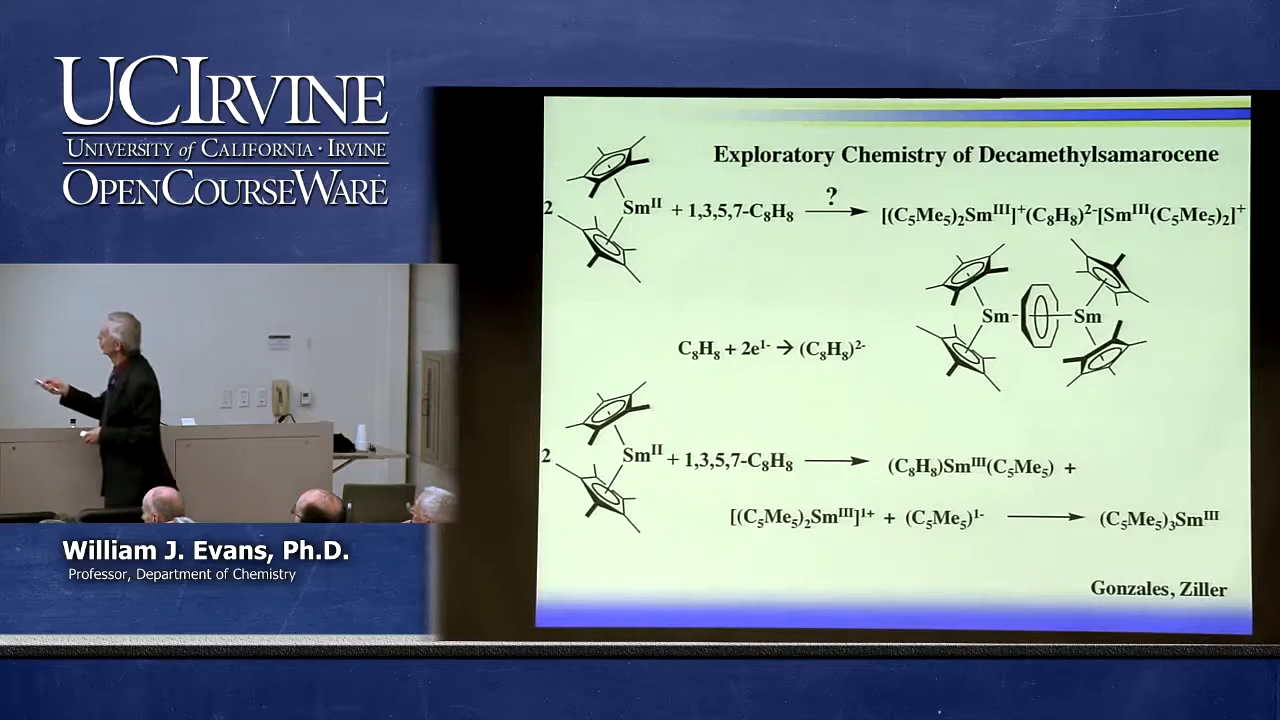 UCIRVINE
UNIVERSITY of CALIFORNIA · IRVINE
OPENCOURSEWARE
William J. Evans, Ph.D.
Professor, Department of Chemistry
Exploratory Chemistry of Decamethylsamarocene
2 Smᴵᴵ + 1,3,5,7-C₈H₈ ? [(C₅Me₅)₂Smᴵᴵᴵ]⁺(C₈H₈)²⁻[Smᴵᴵᴵ(C₅Me₅)₂]⁺
Sm Sm
C₈H₈ + 2e¹⁻ → (C₈H₈)²⁻
2 Smᴵᴵ + 1,3,5,7-C₈H₈ ⟶ (C₈H₈)Smᴵᴵᴵ(C₅Me₅) +
[(C₅Me₅)₂Smᴵᴵᴵ]¹⁺ + (C₅Me₅)¹⁻ ⟶ (C₅Me₅)₃Smᴵᴵᴵ
Gonzales, Ziller